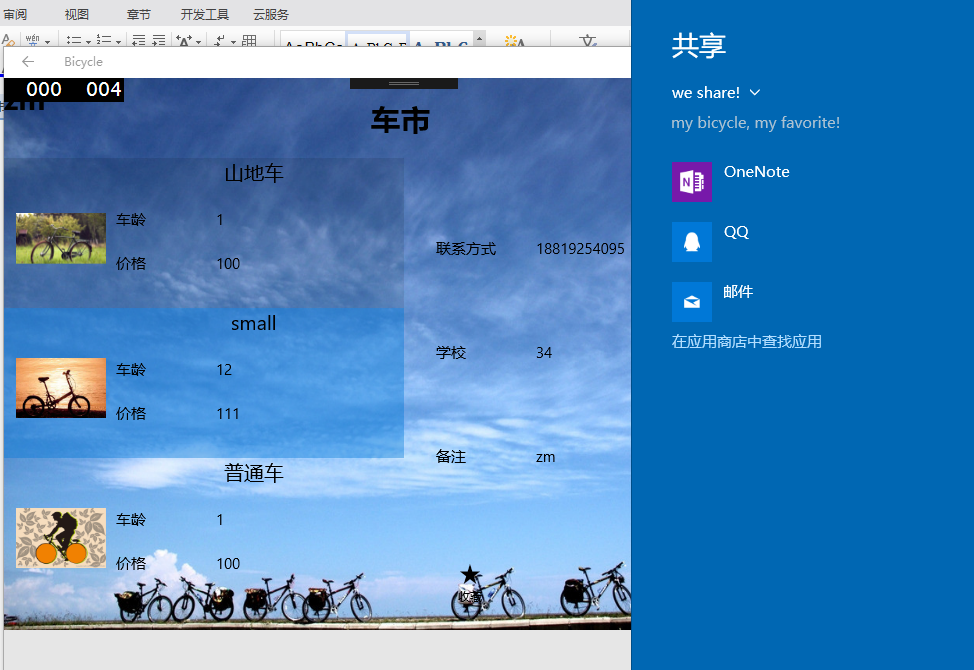 审阅 视图 章节 开发工具 云服务
wén
Bicycle
000 004
zm
车市
山地车
车龄 1
价格 100
small
车龄 12
价格 111
普通车
车龄 1
价格 100
联系方式 18819254095
学校 34
备注 zm
收藏
共享
we share!
my bicycle, my favorite!
OneNote
QQ
邮件
在应用商店中查找应用